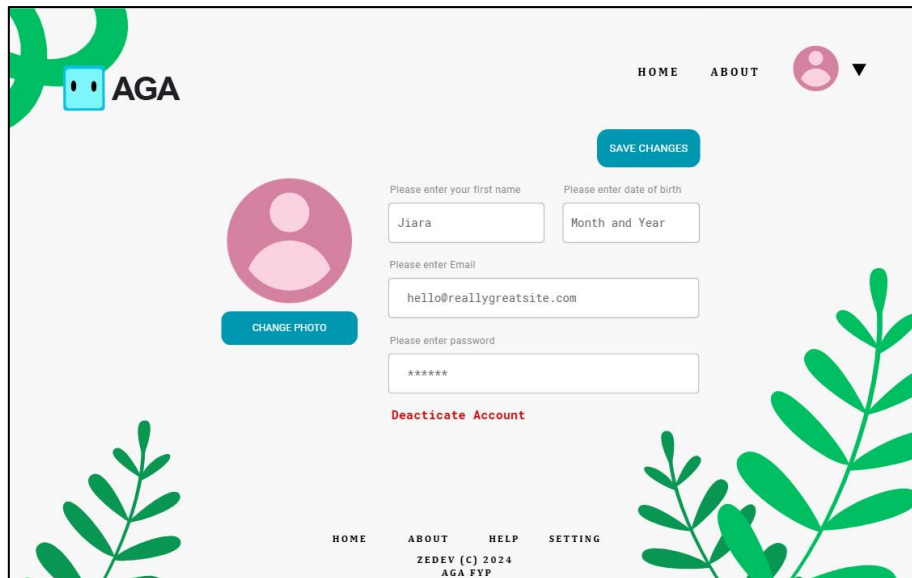 AGA
HOME ABOUT
SAVE CHANGES
Please enter your first name Please enter date of birth
Jiara Month and Year
Please enter Email
hello@reallygreatsite.com
CHANGE PHOTO
Please enter password
******
Deacticate Account
HOME ABOUT HELP SETTING
ZEDEV (C) 2024
AGA FYP